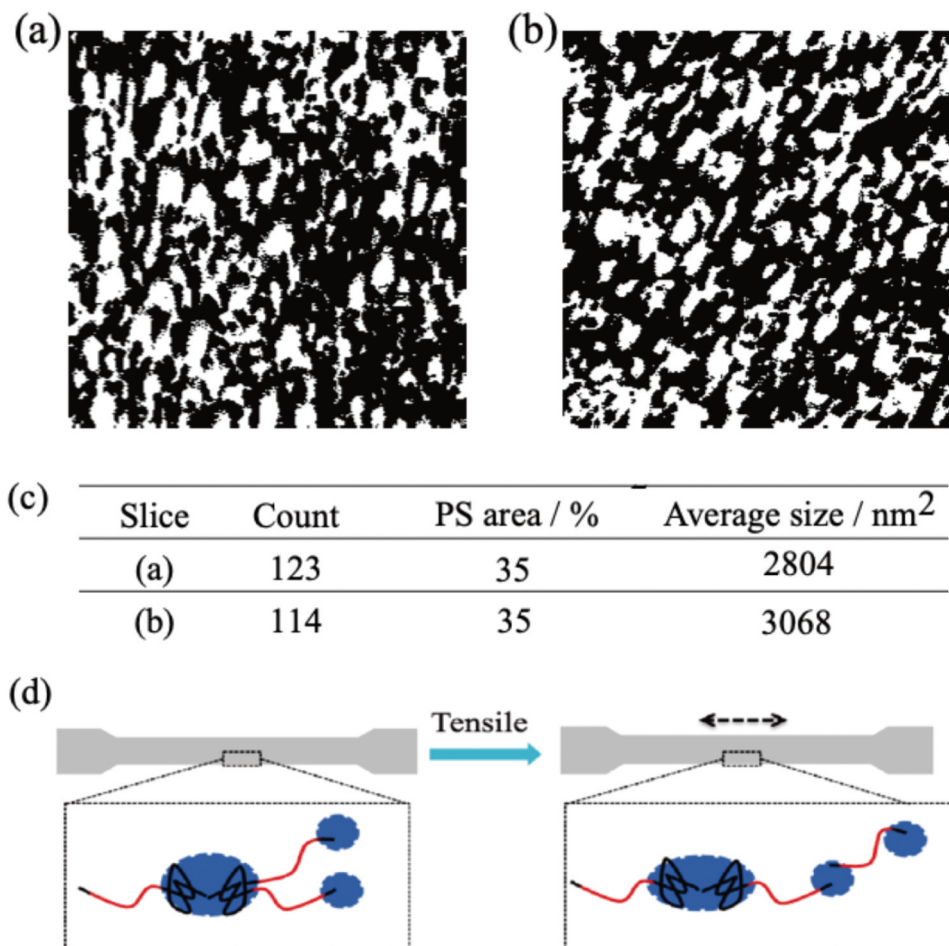 (a)
(b)
(c)
Slice Count PS area / % Average size / nm²
(a) 123 35 2804
(b) 114 35 3068
(d)
Tensile